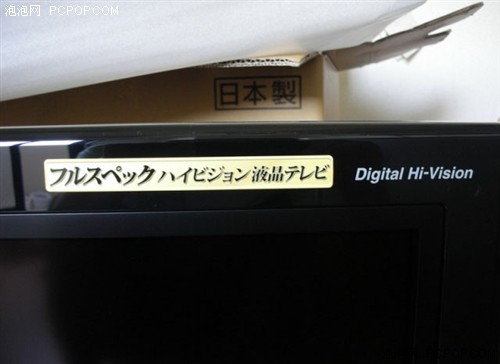 泡泡网 PCPOP.COM
日本製
フルスペックハイビジョン液晶テレビ
Digital Hi-Vision